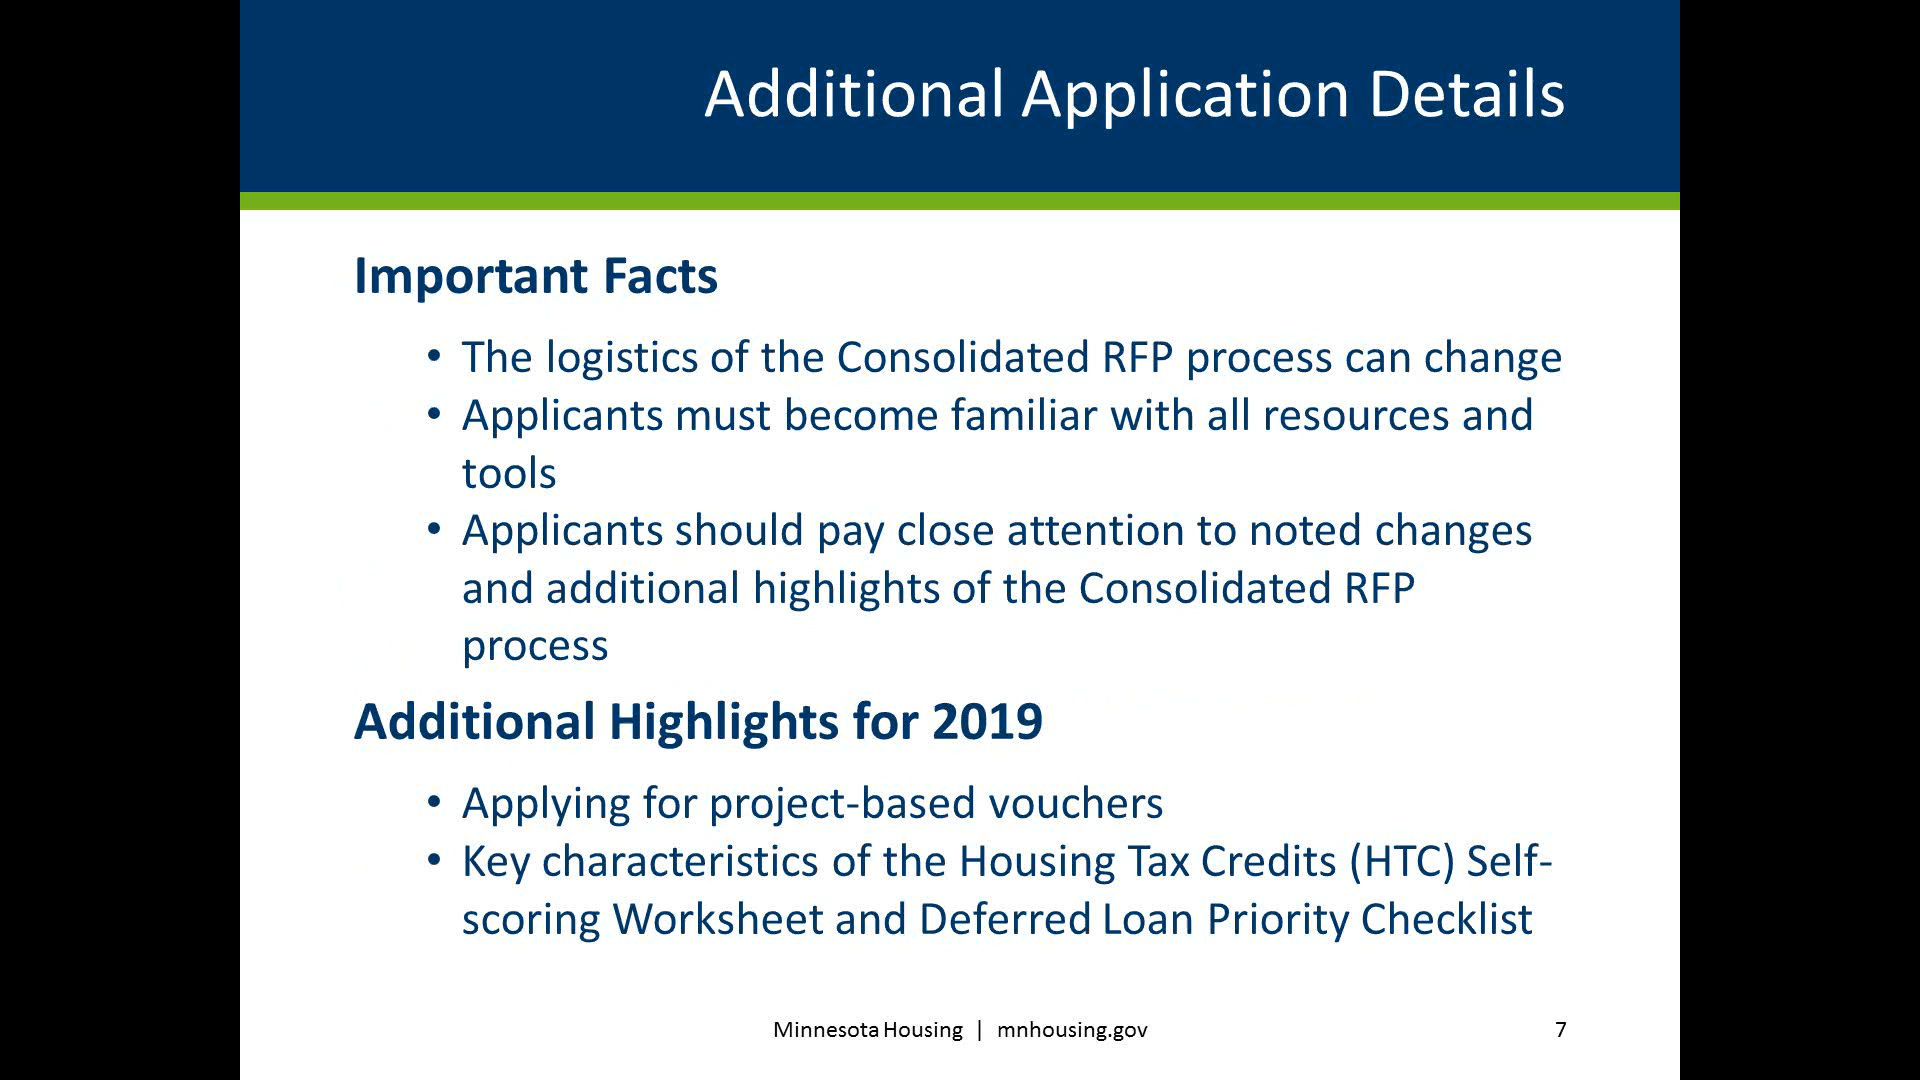 Additional Application Details
Important Facts
• The logistics of the Consolidated RFP process can change
• Applicants must become familiar with all resources and
tools
• Applicants should pay close attention to noted changes
and additional highlights of the Consolidated RFP
process
Additional Highlights for 2019
• Applying for project-based vouchers
• Key characteristics of the Housing Tax Credits (HTC) Self-
scoring Worksheet and Deferred Loan Priority Checklist
Minnesota Housing | mnhousing.gov
7